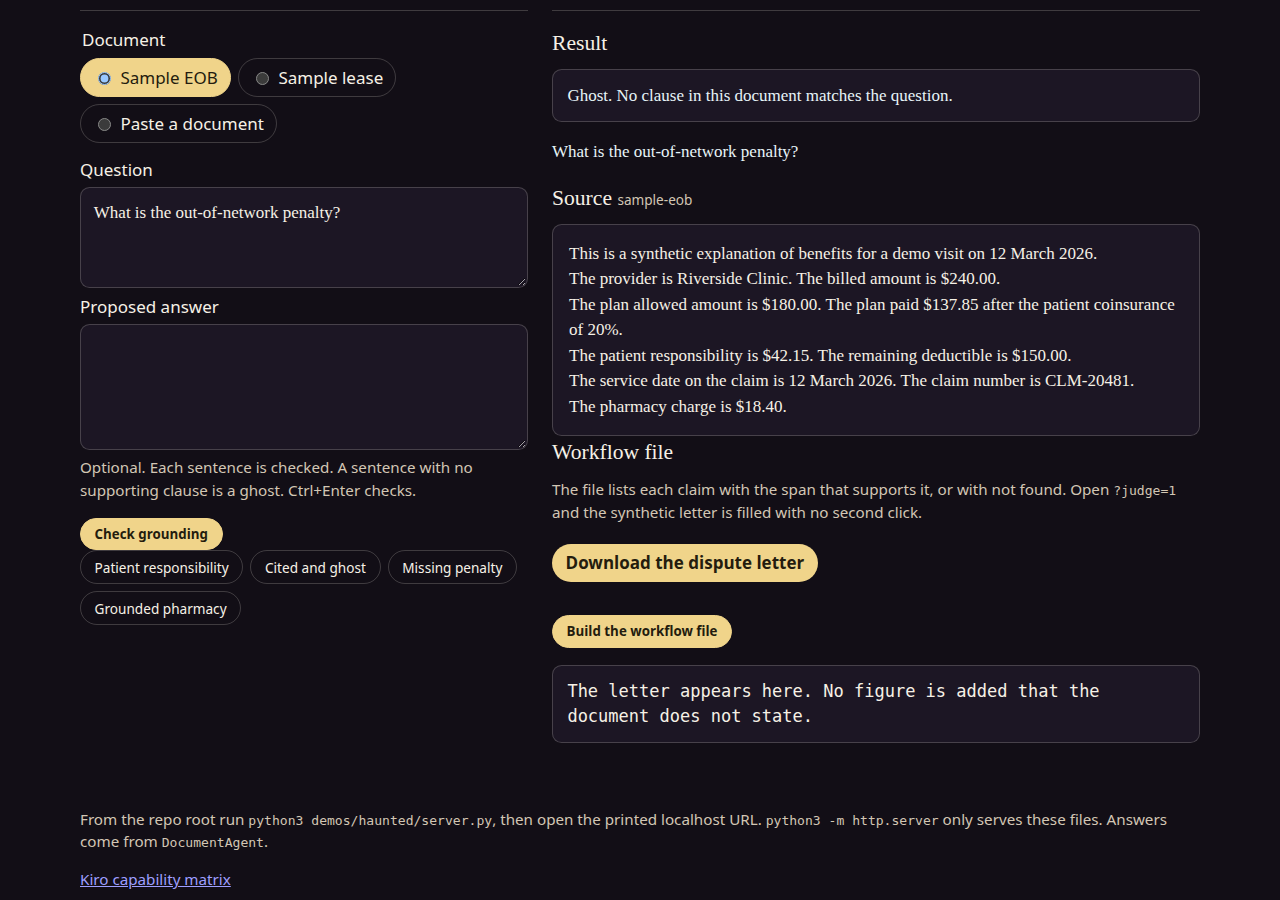 Document
Sample EOB
Sample lease
Paste a document
Question
What is the out-of-network penalty?
Proposed answer
Optional. Each sentence is checked. A sentence with no
supporting clause is a ghost. Ctrl+Enter checks.
Check grounding
Patient responsibility
Cited and ghost
Missing penalty
Grounded pharmacy
Result
Ghost. No clause in this document matches the question.
What is the out-of-network penalty?
Source sample-eob
This is a synthetic explanation of benefits for a demo visit on 12 March 2026.
The provider is Riverside Clinic. The billed amount is $240.00.
The plan allowed amount is $180.00. The plan paid $137.85 after the patient coinsurance
of 20%.
The patient responsibility is $42.15. The remaining deductible is $150.00.
The service date on the claim is 12 March 2026. The claim number is CLM-20481.
The pharmacy charge is $18.40.
Workflow file
The file lists each claim with the span that supports it, or with not found. Open ?judge=1
and the synthetic letter is filled with no second click.
Download the dispute letter
Build the workflow file
The letter appears here. No figure is added that the
document does not state.
From the repo root run python3 demos/haunted/server.py, then open the printed localhost URL. python3 -m http.server only serves these files. Answers
come from DocumentAgent.
Kiro capability matrix